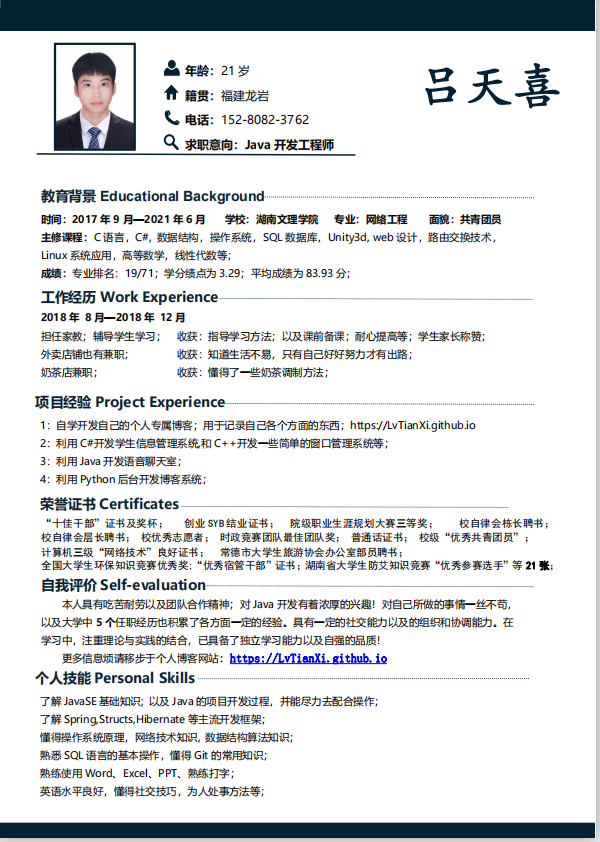 年龄：21 岁
吕天喜
籍贯：福建龙岩
电话：152-8082-3762
求职意向：Java 开发工程师
教育背景 Educational Background
时间：2017 年 9 月—2021 年 6 月 学校：湖南文理学院 专业：网络工程 面貌：共青团员
主修课程：C 语言，C#, 数据结构，操作系统，SQL 数据库，Unity3d, web 设计，路由交换技术，
Linux 系统应用，高等数学，线性代数等；
成绩：专业排名：19/71；学分绩点为 3.29；平均成绩为 83.93 分；
工作经历 Work Experience
2018 年 8 月—2018 年 12 月
担任家教；辅导学生学习； 收获：指导学习方法；以及课前备课；耐心提高等；学生家长称赞；
外卖店铺也有兼职； 收获：知道生活不易，只有自己好好努力才有出路；
奶茶店兼职； 收获：懂得了一些奶茶调制方法；
项目经验 Project Experience
1：自学开发自己的个人专属博客；用于记录自己各个方面的东西；https://LvTianXi.github.io
2：利用 C#开发学生信息管理系统,和 C++开发一些简单的窗口管理系统等；
3：利用 Java 开发语音聊天室；
4：利用 Python 后台开发博客系统；
荣誉证书 Certificates
“十佳干部”证书及奖杯； 创业 SYB 结业证书； 院级职业生涯规划大赛三等奖； 校自律会栋长聘书；
校自律会层长聘书； 校优秀志愿者； 时政竞赛团队最佳团队奖； 普通话证书； 校级“优秀共青团员”；
计算机三级“网络技术”良好证书； 常德市大学生旅游协会办公室部员聘书；
全国大学生环保知识竞赛优秀奖；“优秀宿管干部”证书；湖南省大学生防艾知识竞赛“优秀参赛选手”等 21 张；
自我评价 Self-evaluation
本人具有吃苦耐劳以及团队合作精神；对 Java 开发有着浓厚的兴趣！对自己所做的事情一丝不苟，
以及大学中 5 个任职经历也积累了各方面一定的经验。具有一定的社交能力以及的组织和协调能力。在
学习中，注重理论与实践的结合，已具备了独立学习能力以及自强的品质！
更多信息烦请移步于个人博客网站：https://LvTianXi.github.io
个人技能 Personal Skills
了解 JavaSE 基础知识；以及 Java 的项目开发过程，并能尽力去配合操作；
了解 Spring,Structs,Hibernate 等主流开发框架；
懂得操作系统原理，网络技术知识, 数据结构算法知识；
熟悉 SQL 语言的基本操作，懂得 Git 的常用知识；
熟练使用 Word、Excel、PPT、熟练打字；
英语水平良好，懂得社交技巧，为人处事方法等；